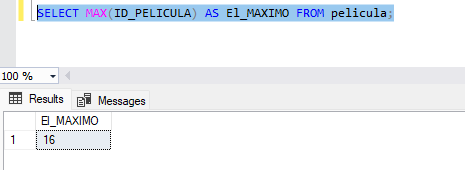 SELECT MAX(ID_PELICULA) AS El_MAXIMO FROM pelicula;
100 %
Results Messages
El_MAXIMO
1 16